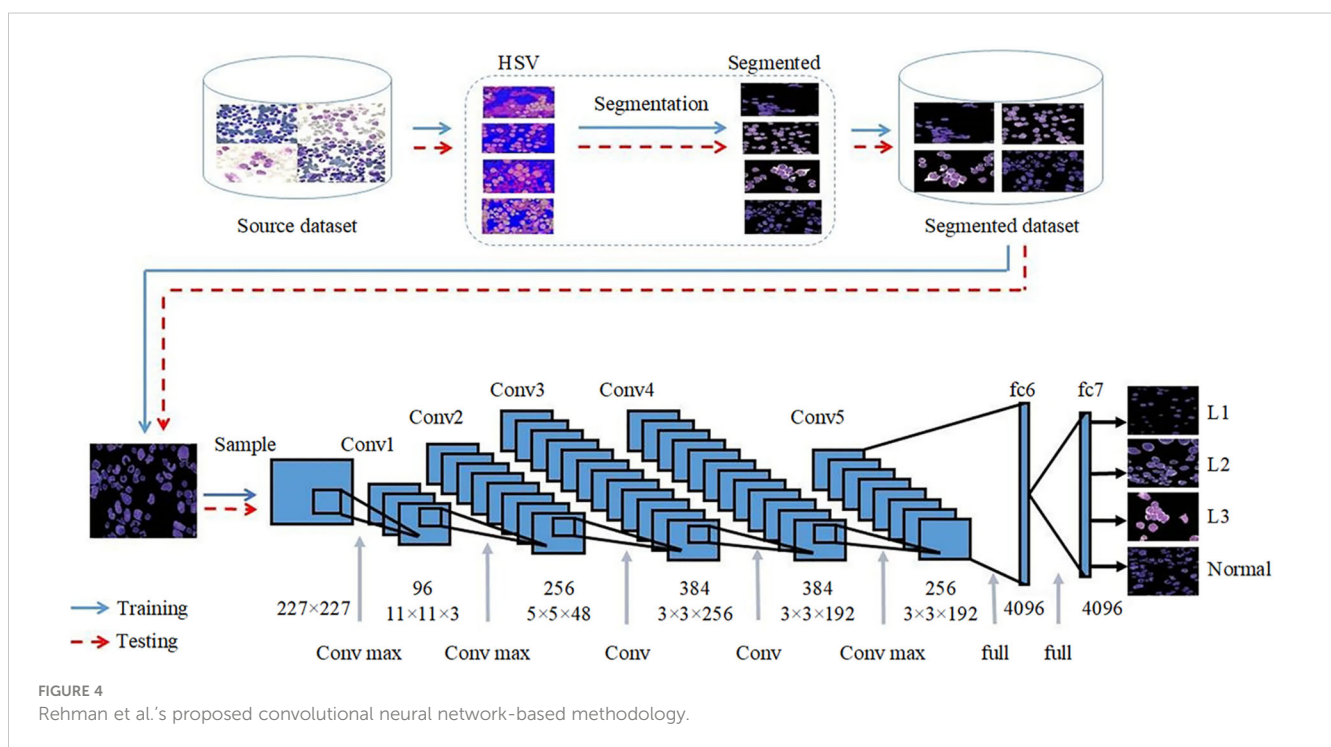 HSV
Segmented
Segmentation
Source dataset
Segmented dataset
Sample
Conv1
Conv2
Conv3
Conv4
Conv5
fc6
fc7
L1
L2
L3
Normal
Training
Testing
227×227
96
11×11×3
256
5×5×48
384
3×3×256
384
3×3×192
256
3×3×192
4096
4096
Conv max
Conv max
Conv
Conv
Conv max
full
full
FIGURE 4
Rehman et al.'s proposed convolutional neural network-based methodology.